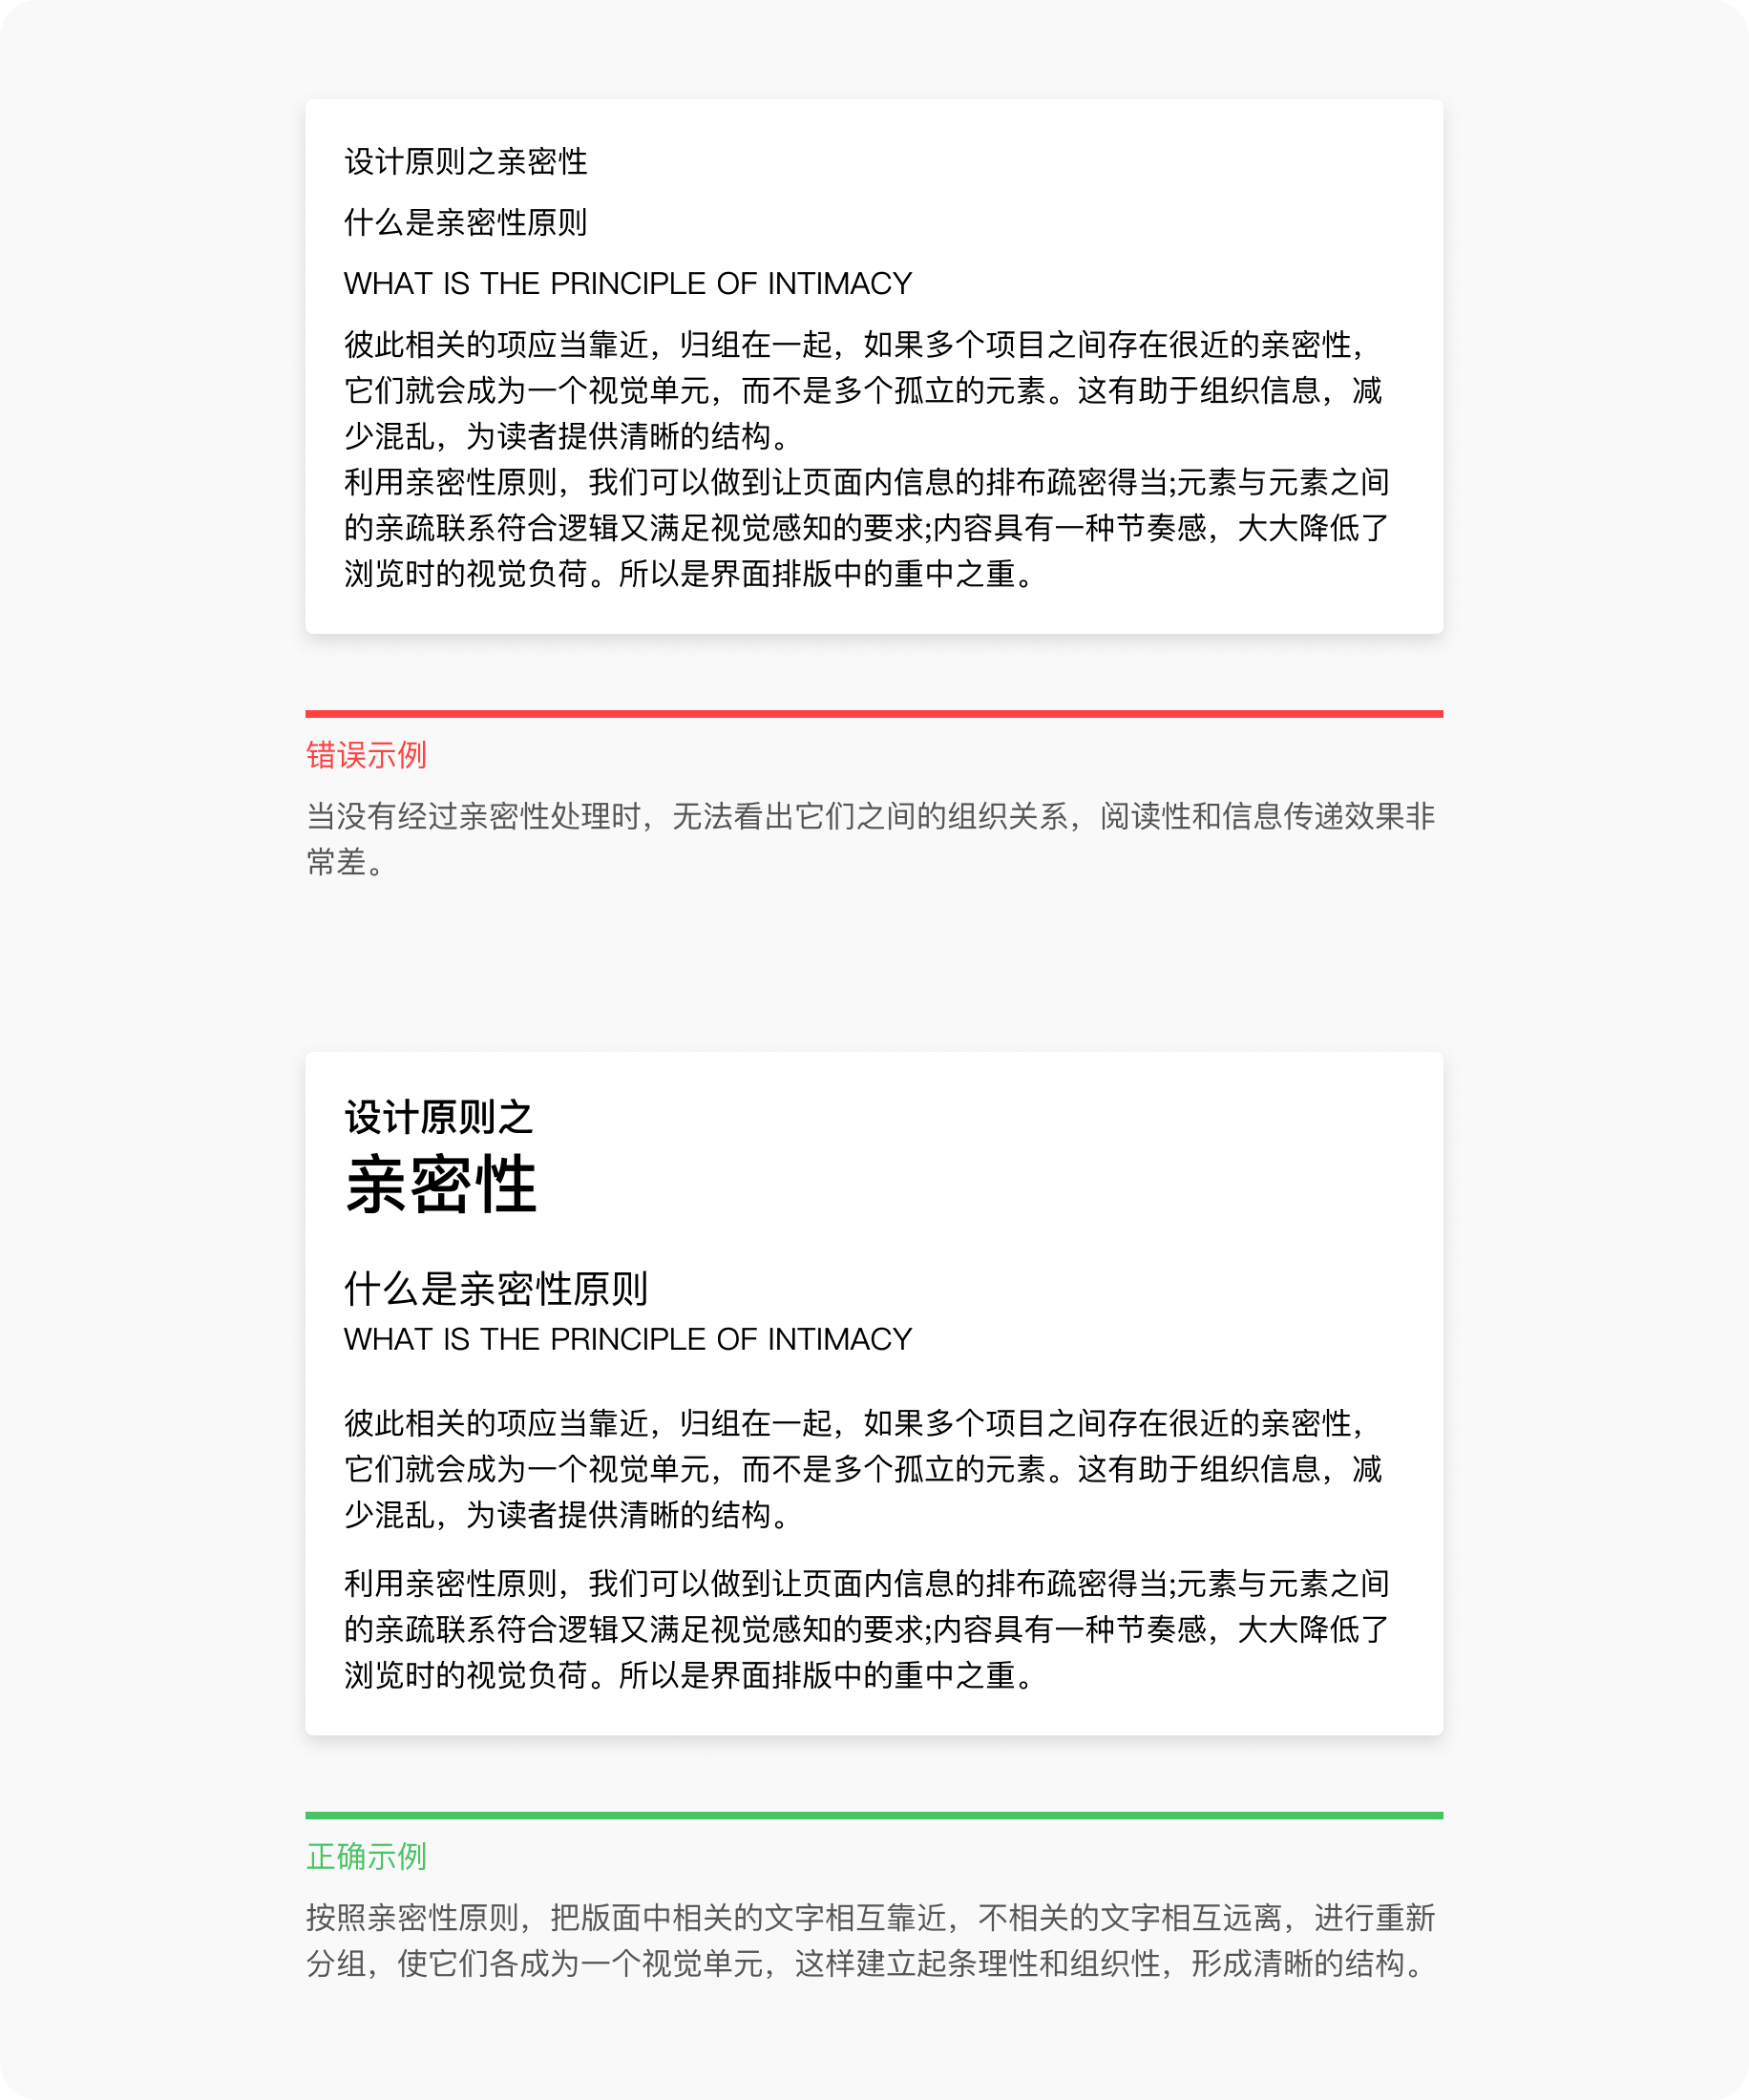 设计原则之亲密性
什么是亲密性原则
WHAT IS THE PRINCIPLE OF INTIMACY
彼此相关的项应当靠近，归组在一起，如果多个项目之间存在很近的亲密性，
它们就会成为一个视觉单元，而不是多个孤立的元素。这有助于组织信息，减
少混乱，为读者提供清晰的结构。
利用亲密性原则，我们可以做到让页面内信息的排布疏密得当;元素与元素之间
的亲疏联系符合逻辑又满足视觉感知的要求;内容具有一种节奏感，大大降低了
浏览时的视觉负荷。所以是界面排版中的重中之重。
错误示例
当没有经过亲密性处理时，无法看出它们之间的组织关系，阅读性和信息传递效果非
常差。
设计原则之
亲密性
什么是亲密性原则
WHAT IS THE PRINCIPLE OF INTIMACY
彼此相关的项应当靠近，归组在一起，如果多个项目之间存在很近的亲密性，
它们就会成为一个视觉单元，而不是多个孤立的元素。这有助于组织信息，减
少混乱，为读者提供清晰的结构。
利用亲密性原则，我们可以做到让页面内信息的排布疏密得当;元素与元素之间
的亲疏联系符合逻辑又满足视觉感知的要求;内容具有一种节奏感，大大降低了
浏览时的视觉负荷。所以是界面排版中的重中之重。
正确示例
按照亲密性原则，把版面中相关的文字相互靠近，不相关的文字相互远离，进行重新
分组，使它们各成为一个视觉单元，这样建立起条理性和组织性，形成清晰的结构。